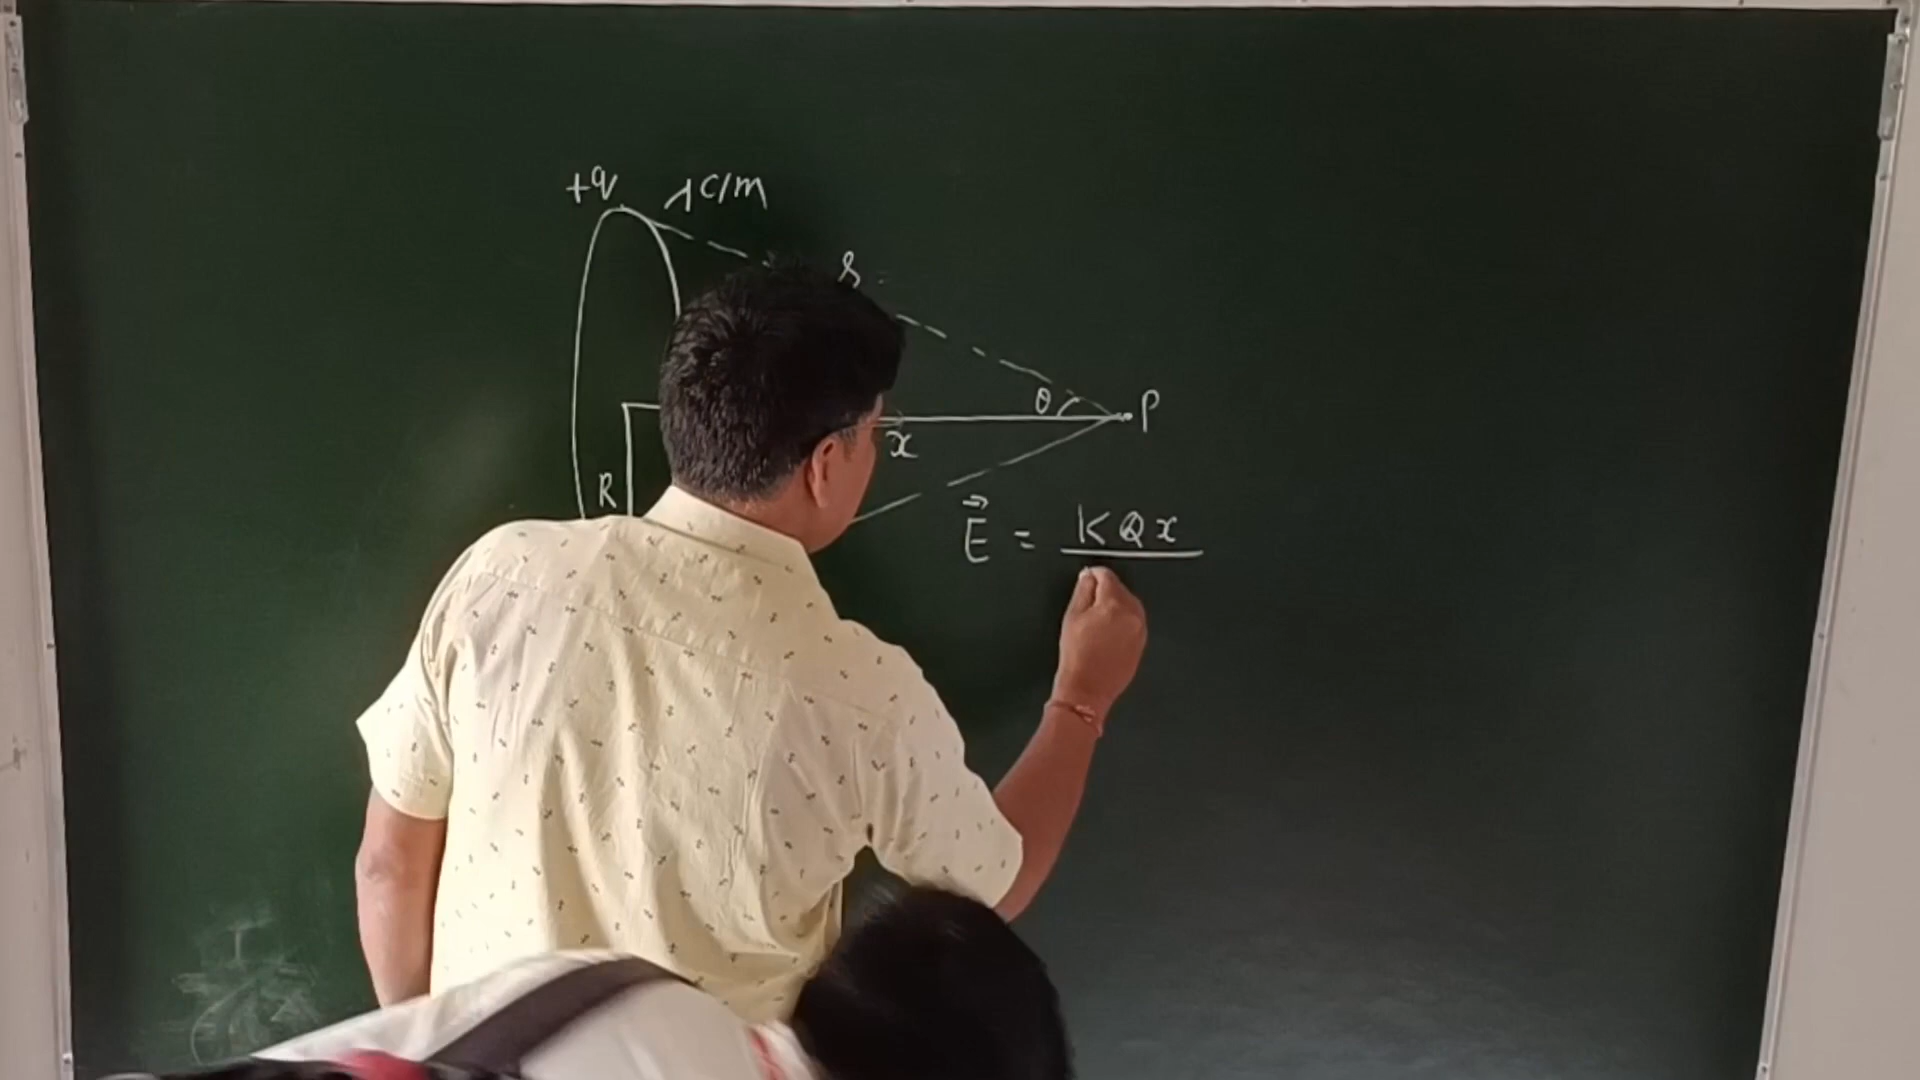 +q λ C/m
r
θ P
x
R
E⃗ = KQx